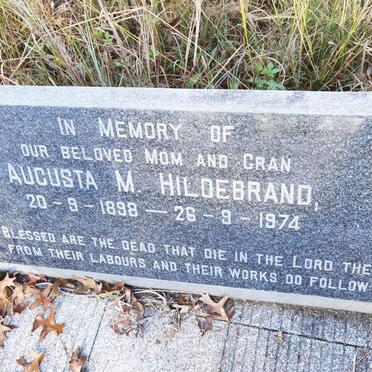 IN MEMORY OF
OUR BELOVED MOM AND GRAN
AUGUSTA M. HILDEBRAND,
20-9-1898 — 26-9-1974
BLESSED ARE THE DEAD THAT DIE IN THE LORD THE
FROM THEIR LABOURS AND THEIR WORKS DO FOLLOW